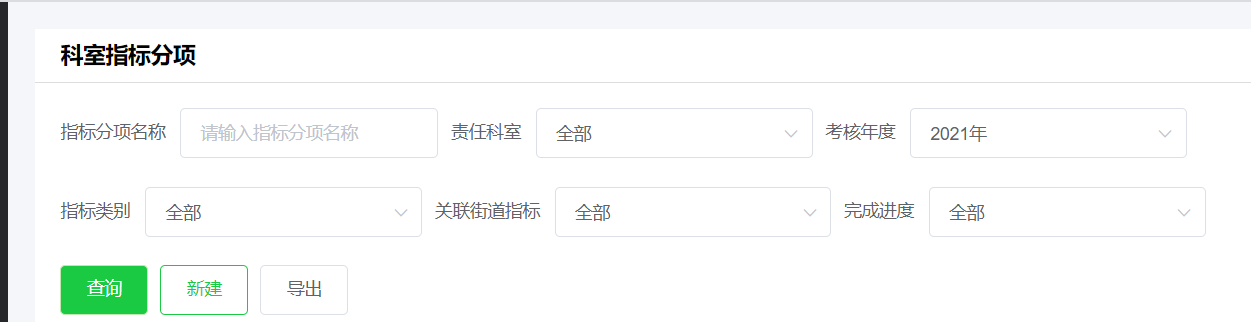 科室指标分项
指标分项名称 请输入指标分项名称 责任科室 全部 考核年度 2021年
指标类别 全部 关联街道指标 全部 完成进度 全部
查询 新建 导出